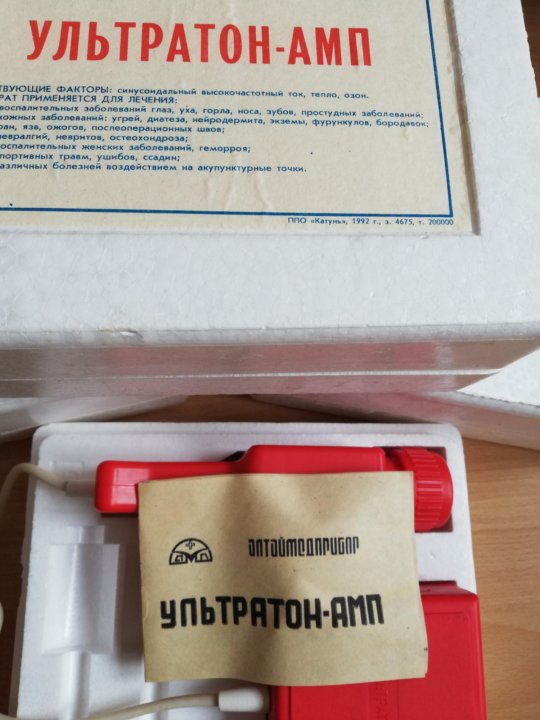 УЛЬТРАТОН-АМП
ТВУЮЩИЕ ФАКТОРЫ: синусоидальный высокочастотный ток, тепло, озон.
РАТ ПРИМЕНЯЕТСЯ ДЛЯ ЛЕЧЕНИЯ:
воспалительных заболеваний глаз, уха, горла, носа, зубов, простудных заболеваний;
кожных заболеваний: угрей, диатеза, нейродермита, экземы, фурункулов, бородавок;
ран, язв, ожогов, послеоперационных швов;
невралгий, невритов, остеохондроза;
воспалительных женских заболеваний, геморроя;
спортивных травм, ушибов, ссадин;
различных болезней воздействием на акупунктурные точки.
ППО «Катунь», 1992 г., з. 4675, т. 200000
АМП
алтаймедприбор
УЛЬТРАТОН-АМП